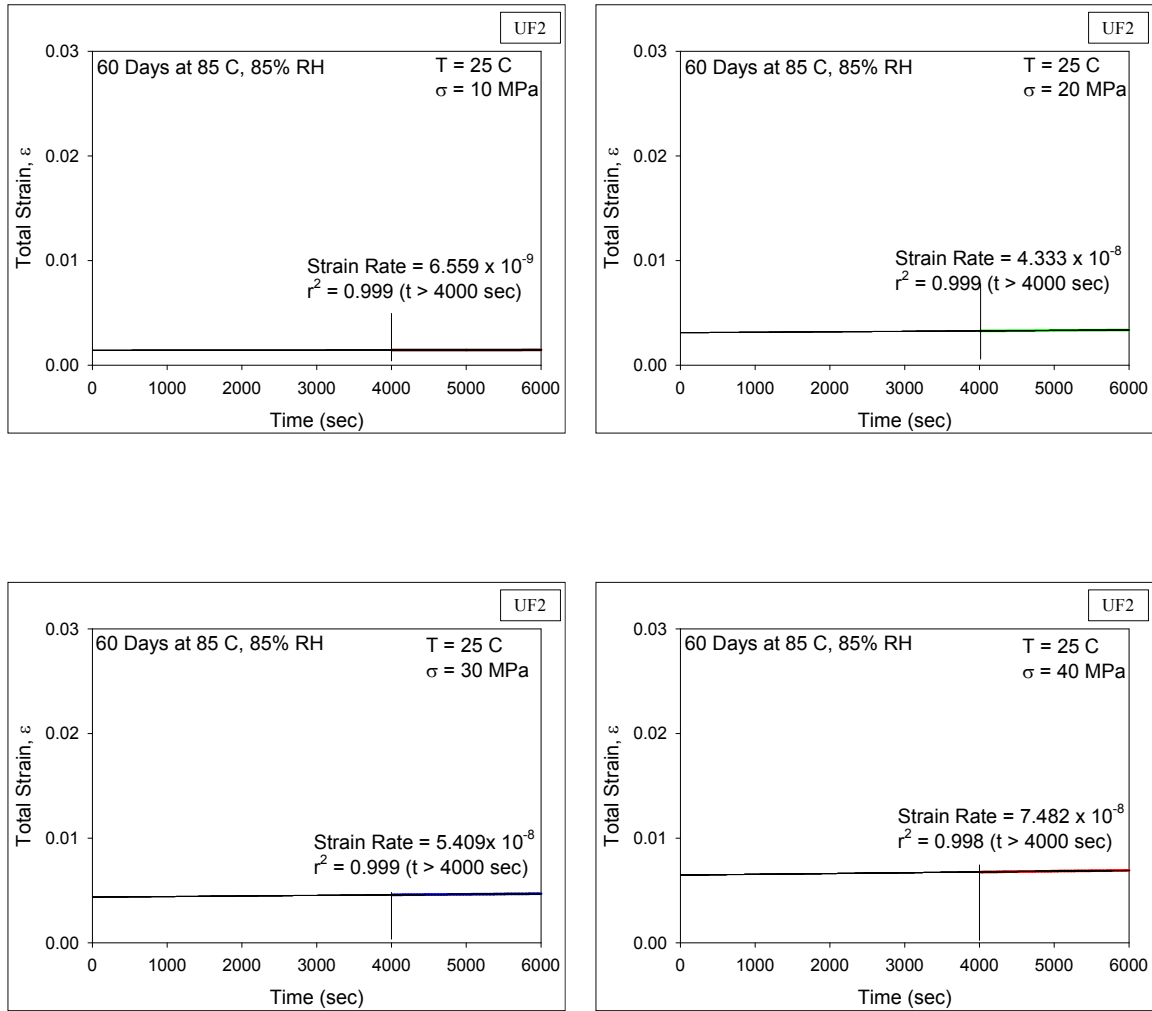 UF2
0.03
60 Days at 85 C, 85% RH
T = 25 C
σ = 10 MPa
0.02
Total Strain, ε
0.01
Strain Rate = 6.559 x 10⁻⁹
r² = 0.999 (t > 4000 sec)
0.00
0 1000 2000 3000 4000 5000 6000
Time (sec)
UF2
0.03
60 Days at 85 C, 85% RH
T = 25 C
σ = 20 MPa
0.02
Total Strain, ε
0.01
Strain Rate = 4.333 x 10⁻⁸
r² = 0.999 (t > 4000 sec)
0.00
0 1000 2000 3000 4000 5000 6000
Time (sec)
UF2
0.03
60 Days at 85 C, 85% RH
T = 25 C
σ = 30 MPa
0.02
Total Strain, ε
0.01
Strain Rate = 5.409x 10⁻⁸
r² = 0.999 (t > 4000 sec)
0.00
0 1000 2000 3000 4000 5000 6000
Time (sec)
UF2
0.03
60 Days at 85 C, 85% RH
T = 25 C
σ = 40 MPa
0.02
Total Strain, ε
0.01
Strain Rate = 7.482 x 10⁻⁸
r² = 0.998 (t > 4000 sec)
0.00
0 1000 2000 3000 4000 5000 6000
Time (sec)